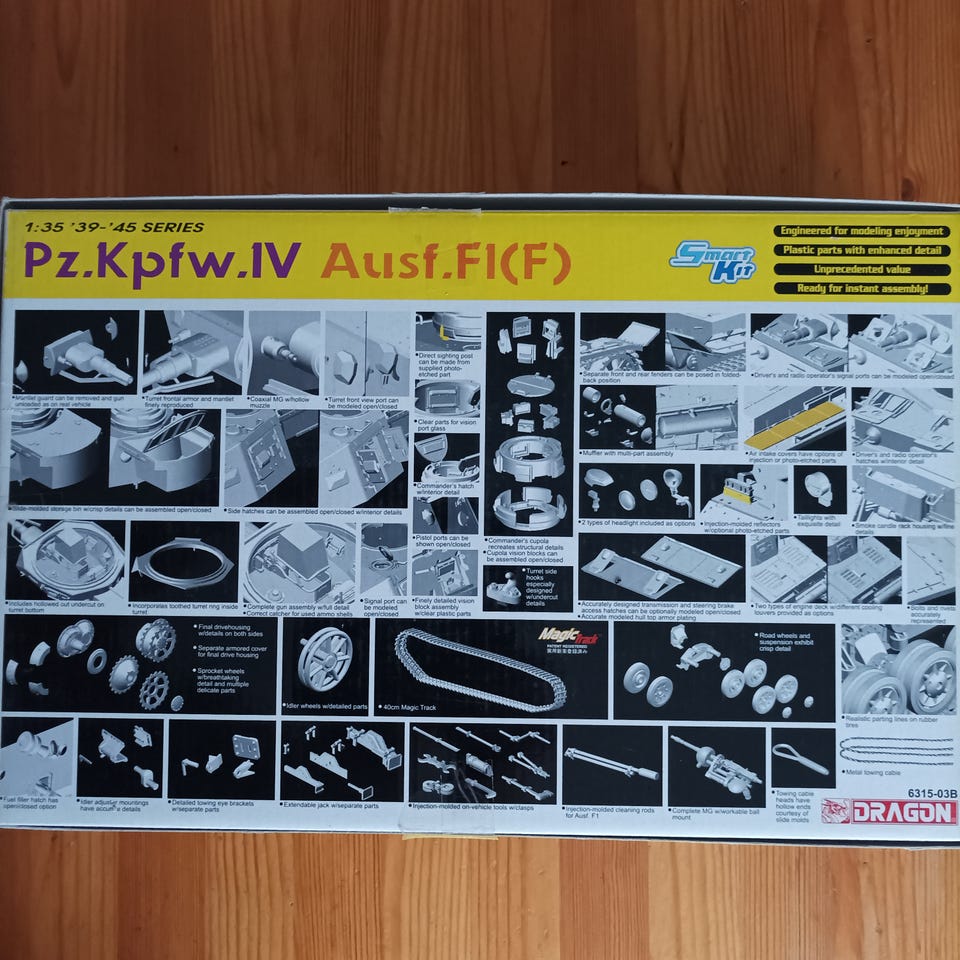 1:35 '39-'45 SERIES
Pz.Kpfw.IV Ausf.F1(F)
Smart
Kit
Engineered for modeling enjoyment
Plastic parts with enhanced detail
Unprecedented value
Ready for instant assembly!
•Mantlet guard can be removed and gun
unloaded as on real vehicle
•Turret frontal armor and mantlet
finely reproduced
•Coaxial MG w/hollow
muzzle
•Turret front view port can
be modeled open/closed
•Direct sighting post
can be made from
supplied photo-
etched part
•Clear parts for vision
port glass
•Commander's hatch
w/interior detail
•Pistol ports can be
shown open/closed
•Finely detailed vision
block assembly
w/clear plastic parts
•Commander's cupola
recreates structural details
•Cupola vision blocks can
be assembled open/closed
•Turret side
hooks
especially
designed
w/undercut
details
•Separate front and rear fenders can be posed in folded-
back position
•Driver's and radio operator's signal ports can be modeled open/closed
•Muffler with multi-part assembly
•Air intake covers have options of
injection or photo-etched parts
•Driver's and radio operator's
hatches w/interior detail
•Slide-molded storage bin w/crisp details can be assembled open/closed
•Side hatches can be assembled open/closed w/interior details
•2 types of headlight included as options
•Injection-molded reflectors
w/optional photo-etched parts
•Taillights with
exquisite detail
•Smoke candle rack housing w/fine
details
•Includes hollowed out undercut on
turret bottom
•Incorporates toothed turret ring inside
turret
•Complete gun assembly w/full detail
•Correct catcher for used ammo shells
•Signal port can
be modeled
open/closed
•Accurately designed transmission and steering brake
access hatches can be optionally modeled open/closed
•Accurate modeled hull top armor plating
•Two types of engine deck w/different cooling
louvers provided as options
•Bolts and rivets
accurately
represented
•Final drivehousing
w/details on both sides
•Separate armored cover
for final drive housing
•Sprocket wheels
w/breathtaking
detail and multiple
delicate parts
•Idler wheels w/detailed parts
Magic Track
PATENT REGISTERED
•40cm Magic Track
•Road wheels and
suspension exhibit
crisp detail
•Realistic parting lines on rubber
tires
•Fuel filler hatch has
open/closed option
•Idler adjuster mountings
have accurate details
•Detailed towing eye brackets
w/separate parts
•Extendable jack w/separate parts
•Injection-molded on-vehicle tools w/clasps
•Injection-molded cleaning rods
for Ausf. F1
•Complete MG w/workable ball
mount
•Towing cable
heads have
hollow ends
courtesy of
slide molds
•Metal towing cable
6315-03B
DRAGON